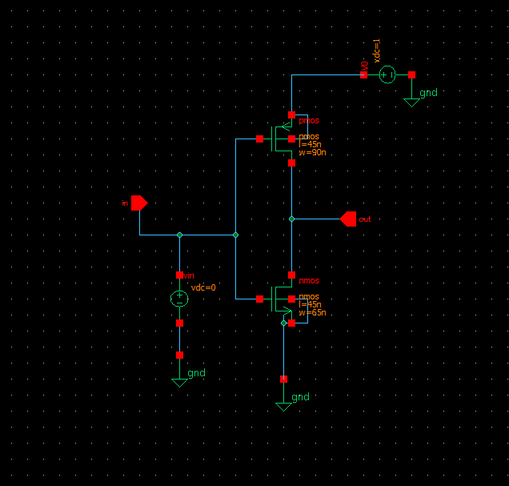 vdc=1
gnd
pmos
pmos
l=45n
w=90n
in
out
vin
vdc=0
nmos
nmos
l=45n
w=65n
gnd
gnd